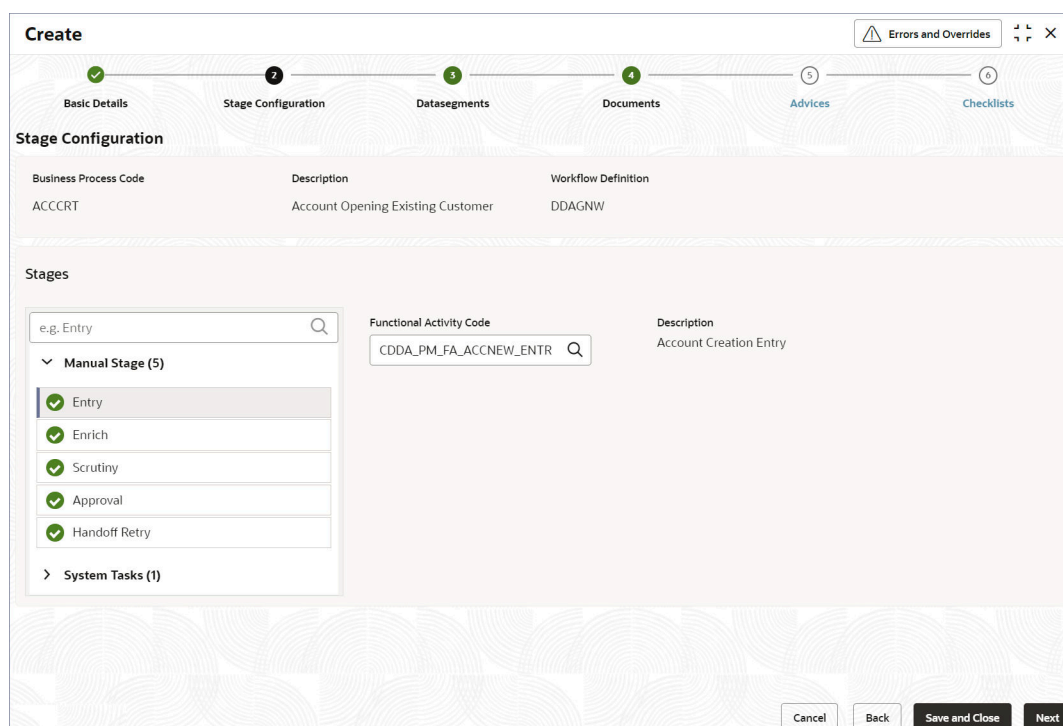 Create
Errors and Overrides
2 3 4 5 6
Basic Details Stage Configuration Datasegments Documents Advices Checklists
Stage Configuration
Business Process Code Description Workflow Definition
ACCCRT Account Opening Existing Customer DDAGNW
Stages
e.g. Entry
Functional Activity Code Description
CDDA_PM_FA_ACCNEW_ENTR Account Creation Entry
Manual Stage (5)
Entry
Enrich
Scrutiny
Approval
Handoff Retry
System Tasks (1)
Cancel Back Save and Close Next